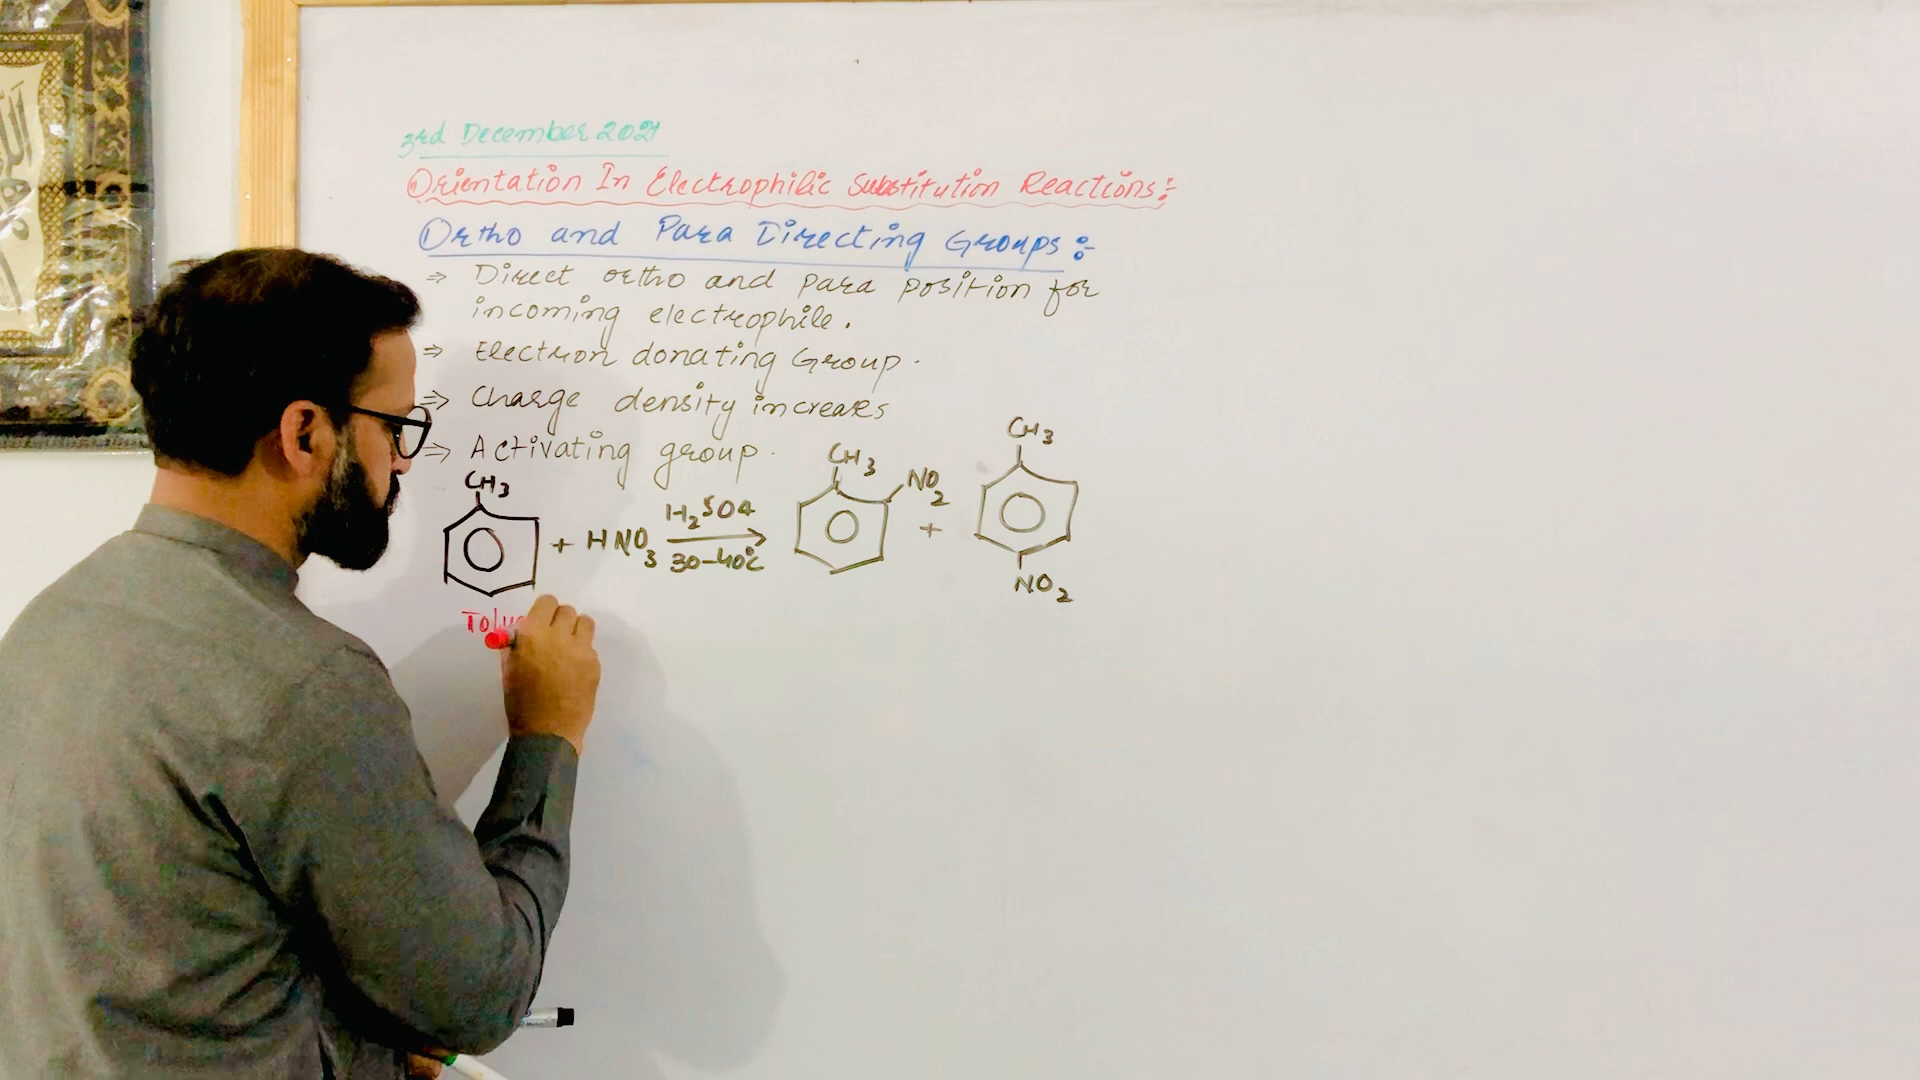 3rd December 2021
Orientation In Electrophilic Substitution Reactions:-
Ortho and Para Directing Groups:-
⇒ Direct ortho and para position for
incoming electrophile.
⇒ Electron donating Group.
⇒ Charge density increases
⇒ Activating group.
CH3 + HNO3 H2SO4 30-40°C → CH3 NO2 + CH3 NO2
Tolue